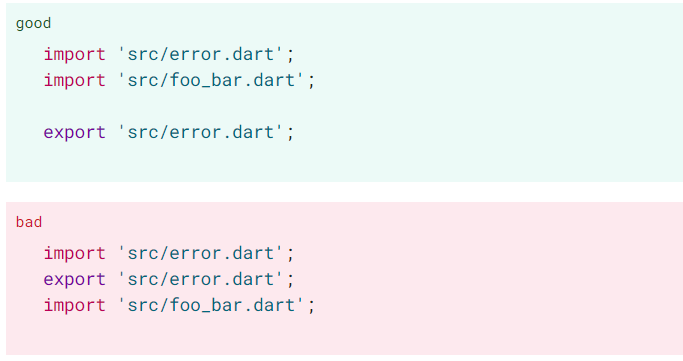 good
import 'src/error.dart';
import 'src/foo_bar.dart';
export 'src/error.dart';
bad
import 'src/error.dart';
export 'src/error.dart';
import 'src/foo_bar.dart';